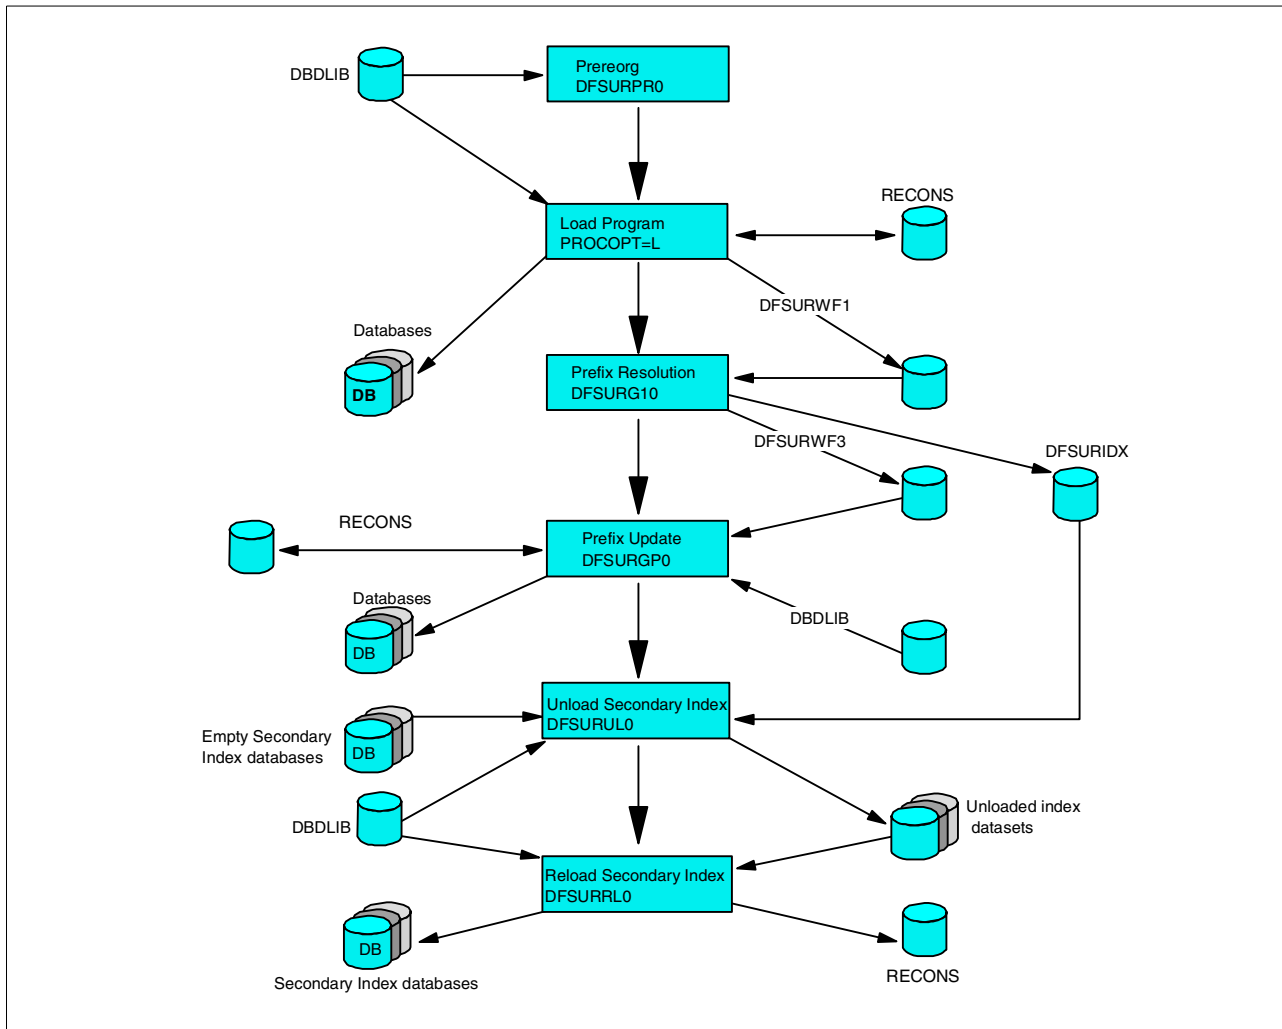 DBDLIB
Prereorg
DFSURPR0
RECONS
Load Program
PROCOPT=L
DFSURWF1
Databases
DB
Prefix Resolution
DFSURG10
DFSURWF3
DFSURIDX
RECONS
Prefix Update
DFSURGP0
Databases
DB
DBDLIB
Unload Secondary Index
DFSURUL0
Empty Secondary
Index databases
DB
DBDLIB
Unloaded index
datasets
Reload Secondary Index
DFSURRL0
DB
Secondary Index databases
RECONS